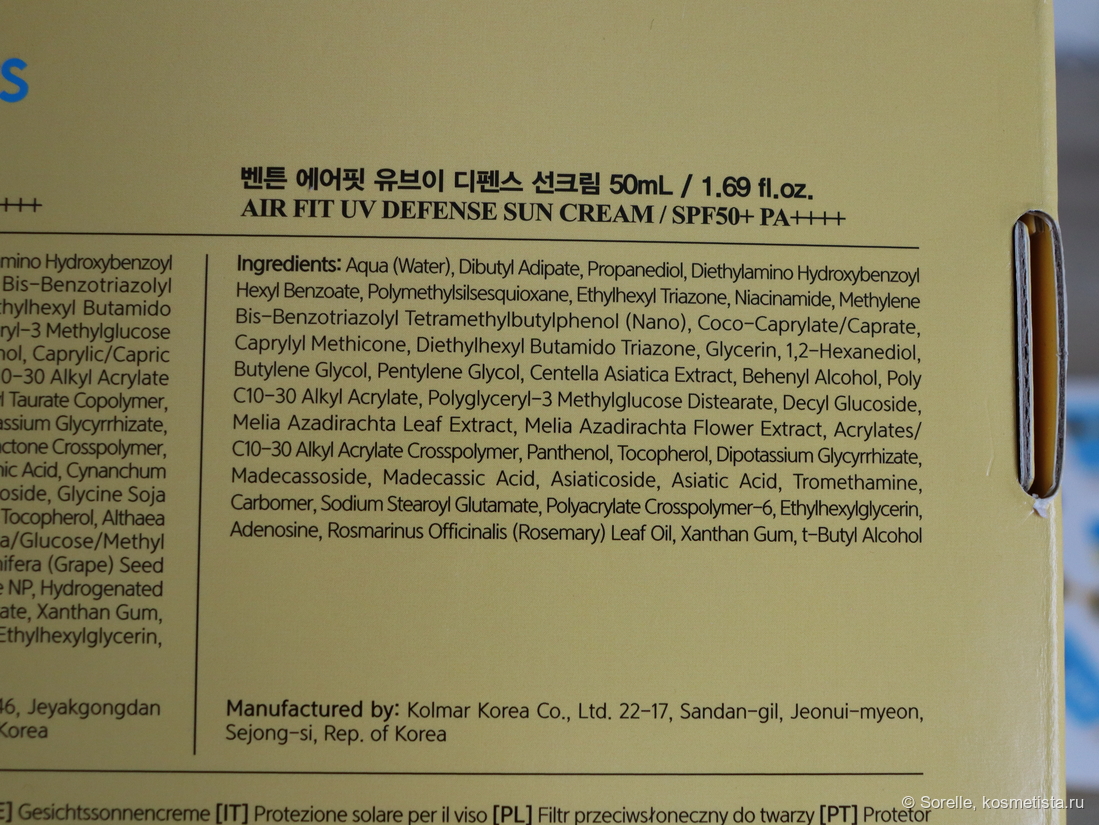 s
벤튼 에어핏 유브이 디펜스 선크림 50mL / 1.69 fl.oz.
+++
AIR FIT UV DEFENSE SUN CREAM / SPF50+ PA++++
mino Hydroxybenzoyl
Bis-Benzotriazolyl
thylhexyl Butamido
ryl-3 Methylglucose
nol, Caprylic/Capric
0-30 Alkyl Acrylate
l Taurate Copolymer,
assium Glycyrrhizate,
ctone Crosspolymer,
nic Acid, Cynanchum
oside, Glycine Soja
Tocopherol, Althaea
a/Glucose/Methyl
nifera (Grape) Seed
e NP, Hydrogenated
ate, Xanthan Gum,
Ethylhexylglycerin,
46, Jeyakgongdan
Korea
Ingredients: Aqua (Water), Dibutyl Adipate, Propanediol, Diethylamino Hydroxybenzoyl
Hexyl Benzoate, Polymethylsilsesquioxane, Ethylhexyl Triazone, Niacinamide, Methylene
Bis-Benzotriazolyl Tetramethylbutylphenol (Nano), Coco-Caprylate/Caprate,
Caprylyl Methicone, Diethylhexyl Butamido Triazone, Glycerin, 1,2-Hexanediol,
Butylene Glycol, Pentylene Glycol, Centella Asiatica Extract, Behenyl Alcohol, Poly
C10-30 Alkyl Acrylate, Polyglyceryl-3 Methylglucose Distearate, Decyl Glucoside,
Melia Azadirachta Leaf Extract, Melia Azadirachta Flower Extract, Acrylates/
C10-30 Alkyl Acrylate Crosspolymer, Panthenol, Tocopherol, Dipotassium Glycyrrhizate,
Madecassoside, Madecassic Acid, Asiaticoside, Asiatic Acid, Tromethamine,
Carbomer, Sodium Stearoyl Glutamate, Polyacrylate Crosspolymer-6, Ethylhexylglycerin,
Adenosine, Rosmarinus Officinalis (Rosemary) Leaf Oil, Xanthan Gum, t-Butyl Alcohol
Manufactured by: Kolmar Korea Co., Ltd. 22-17, Sandan-gil, Jeonui-myeon,
Sejong-si, Rep. of Korea
E] Gesichtssonnencreme [IT] Protezione solare per il viso [PL] Filtr przeciwsłoneczny do twarzy [PT] Protetor
© Sorelle, kosmetista.ru